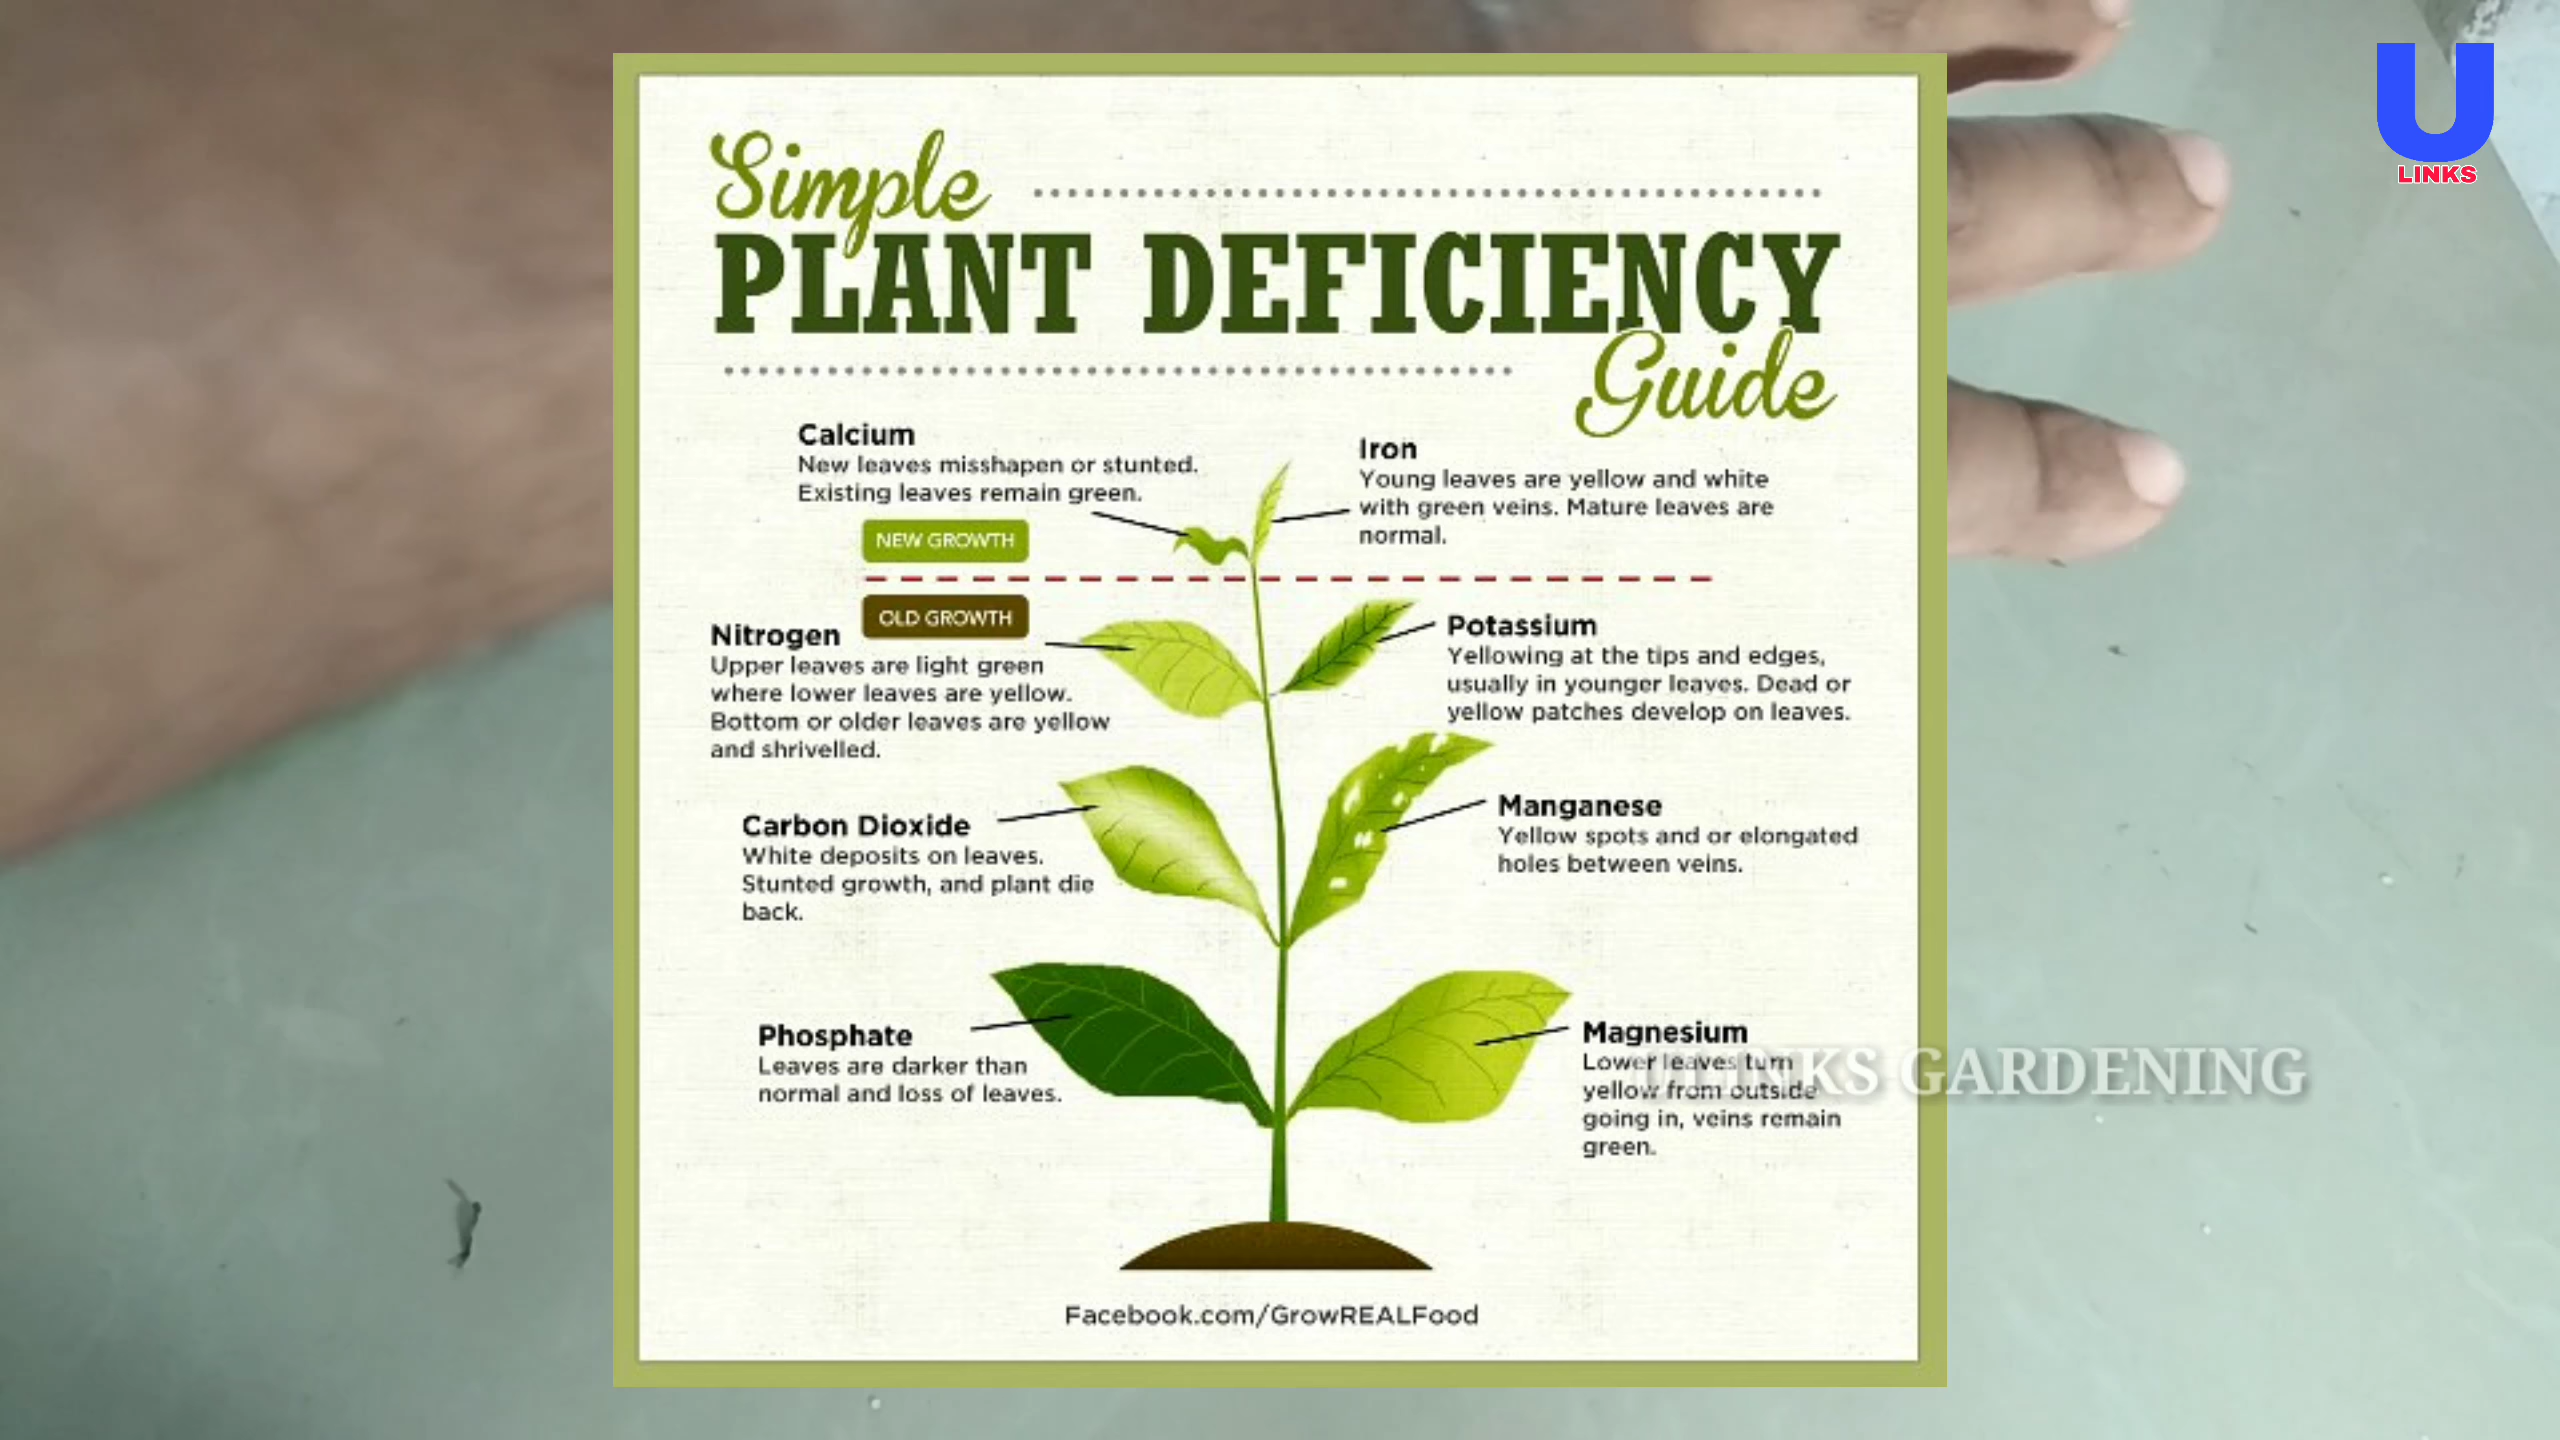 U
LINKS
Simple
PLANT DEFICIENCY
Guide
Calcium
New leaves misshapen or stunted.
Existing leaves remain green.
Iron
Young leaves are yellow and white
with green veins. Mature leaves are
normal.
NEW GROWTH
OLD GROWTH
Nitrogen
Upper leaves are light green
where lower leaves are yellow.
Bottom or older leaves are yellow
and shrivelled.
Potassium
Yellowing at the tips and edges,
usually in younger leaves. Dead or
yellow patches develop on leaves.
Carbon Dioxide
White deposits on leaves.
Stunted growth, and plant die
back.
Manganese
Yellow spots and or elongated
holes between veins.
Phosphate
Leaves are darker than
normal and loss of leaves.
Magnesium
Lower leaves turn
yellow from outside
going in, veins remain
green.
U LINKS GARDENING
Facebook.com/GrowREALFood